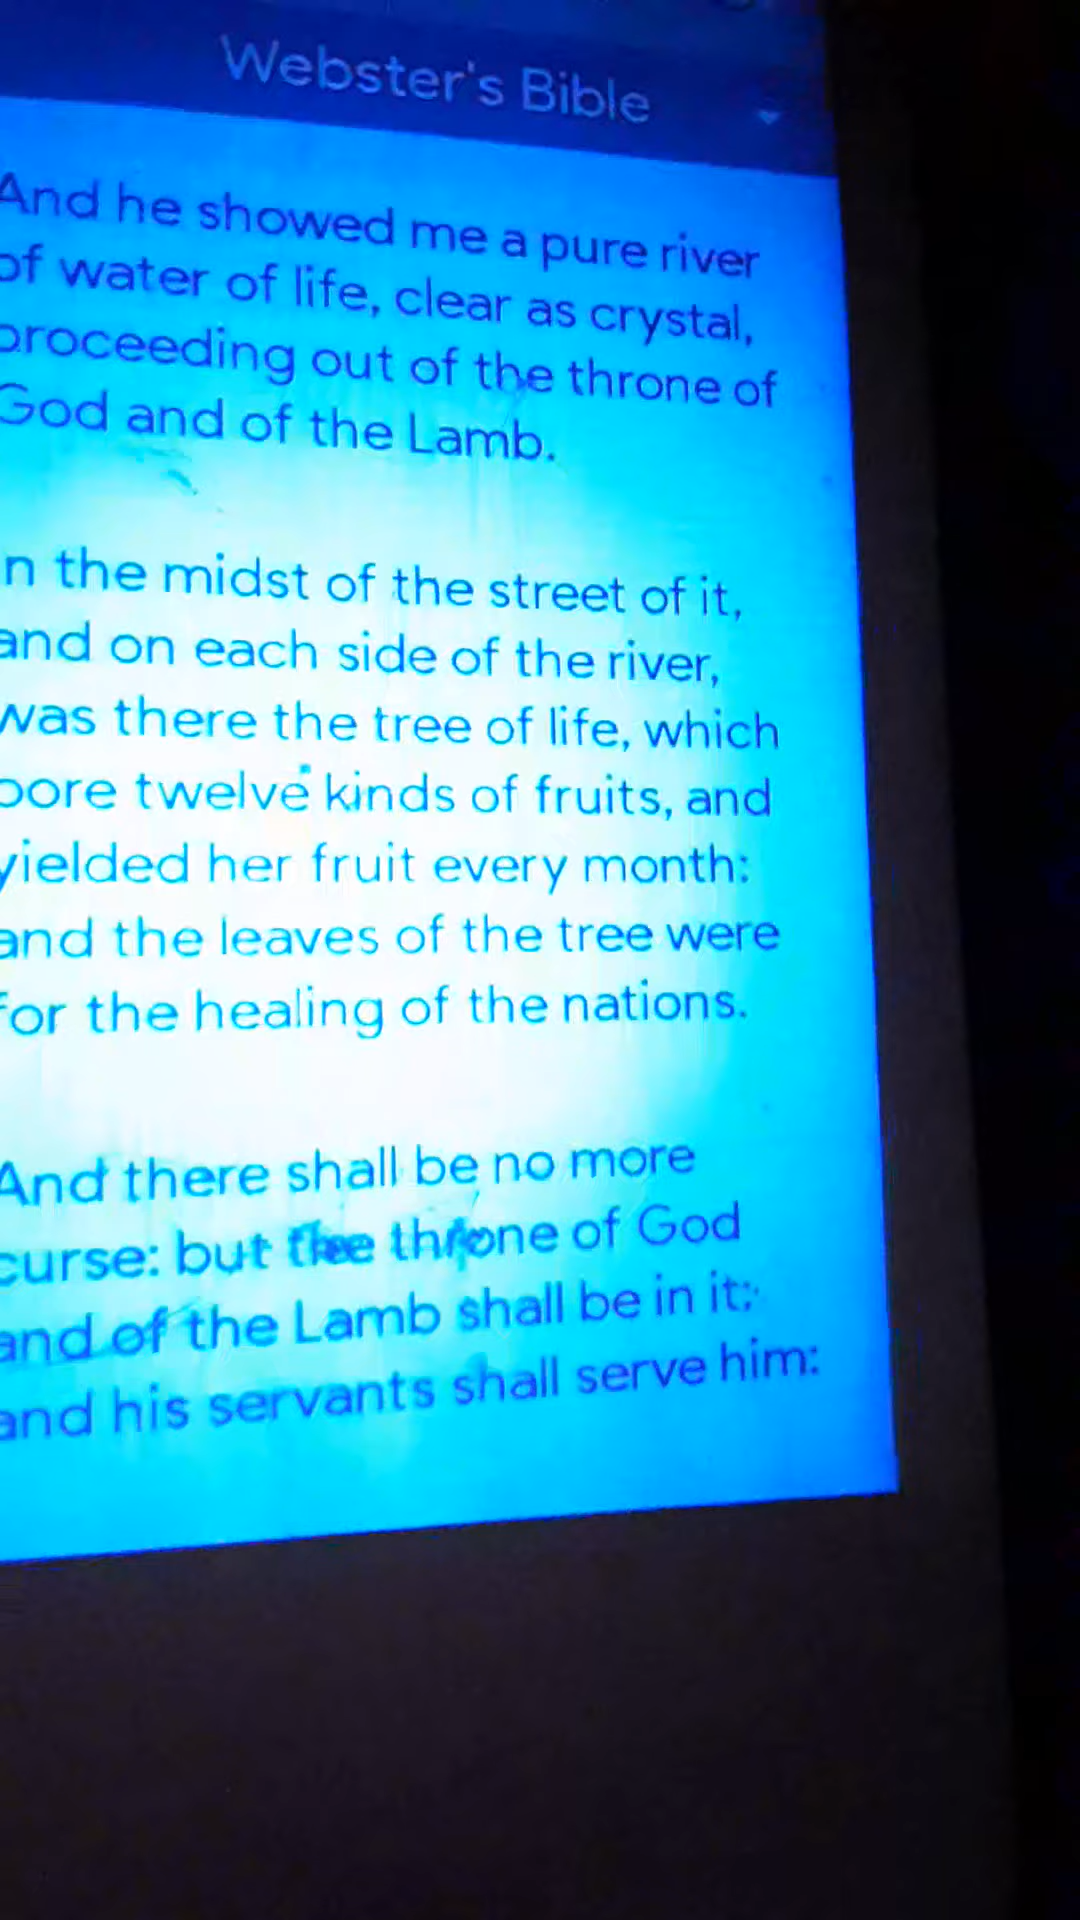 Webster's Bible
And he showed me a pure river
of water of life, clear as crystal,
proceeding out of the throne of
God and of the Lamb.
In the midst of the street of it,
and on each side of the river,
was there the tree of life, which
bore twelve kinds of fruits, and
yielded her fruit every month:
and the leaves of the tree were
for the healing of the nations.
And there shall be no more
curse: but the throne of God
and of the Lamb shall be in it;
and his servants shall serve him: